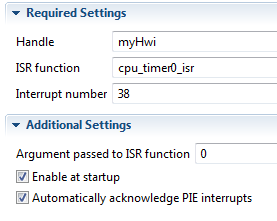 Required Settings
Handle myHwi
ISR function cpu_timer0_isr
Interrupt number 38
Additional Settings
Argument passed to ISR function 0
Enable at startup
Automatically acknowledge PIE interrupts